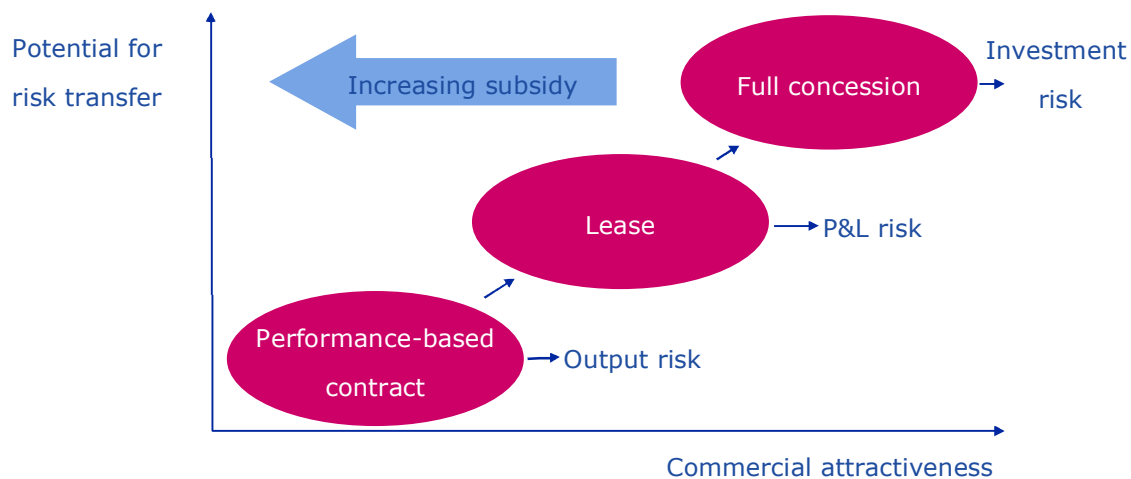 Potential for
risk transfer
Increasing subsidy
Full concession
Investment
risk
Lease
P&L risk
Performance-based
contract
Output risk
Commercial attractiveness